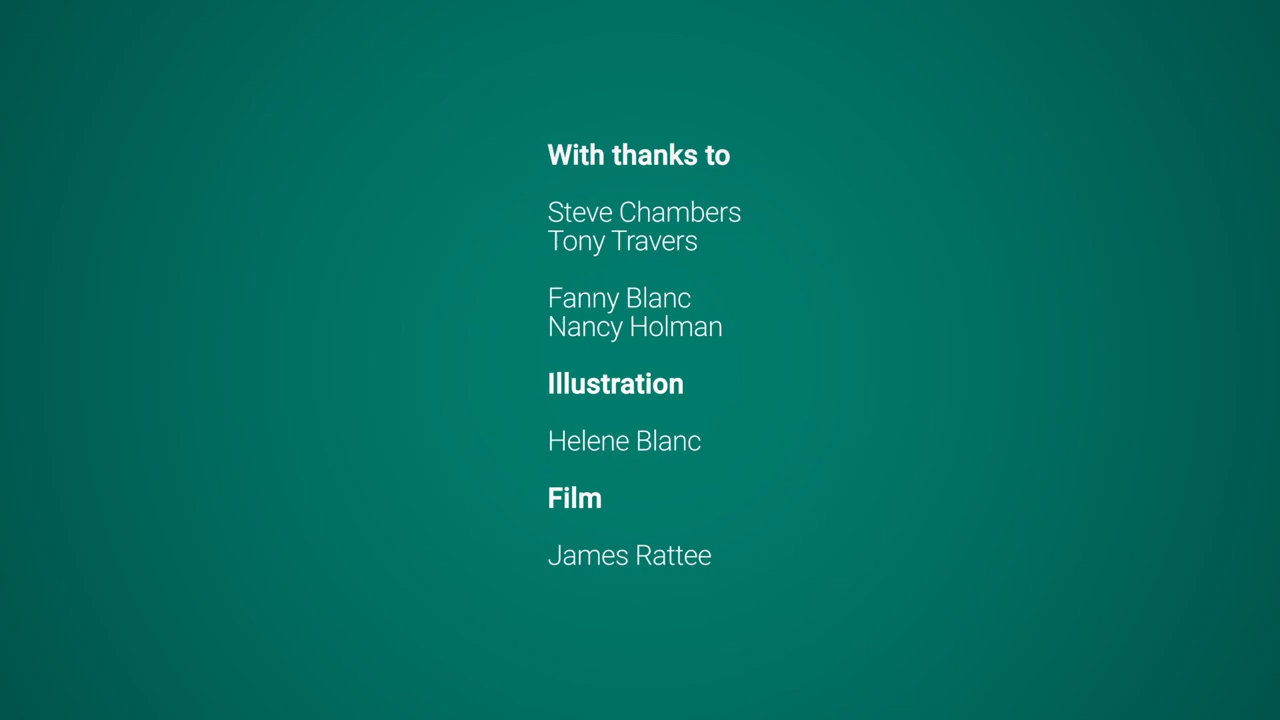 With thanks to
Steve Chambers
Tony Travers
Fanny Blanc
Nancy Holman
Illustration
Helene Blanc
Film
James Rattee